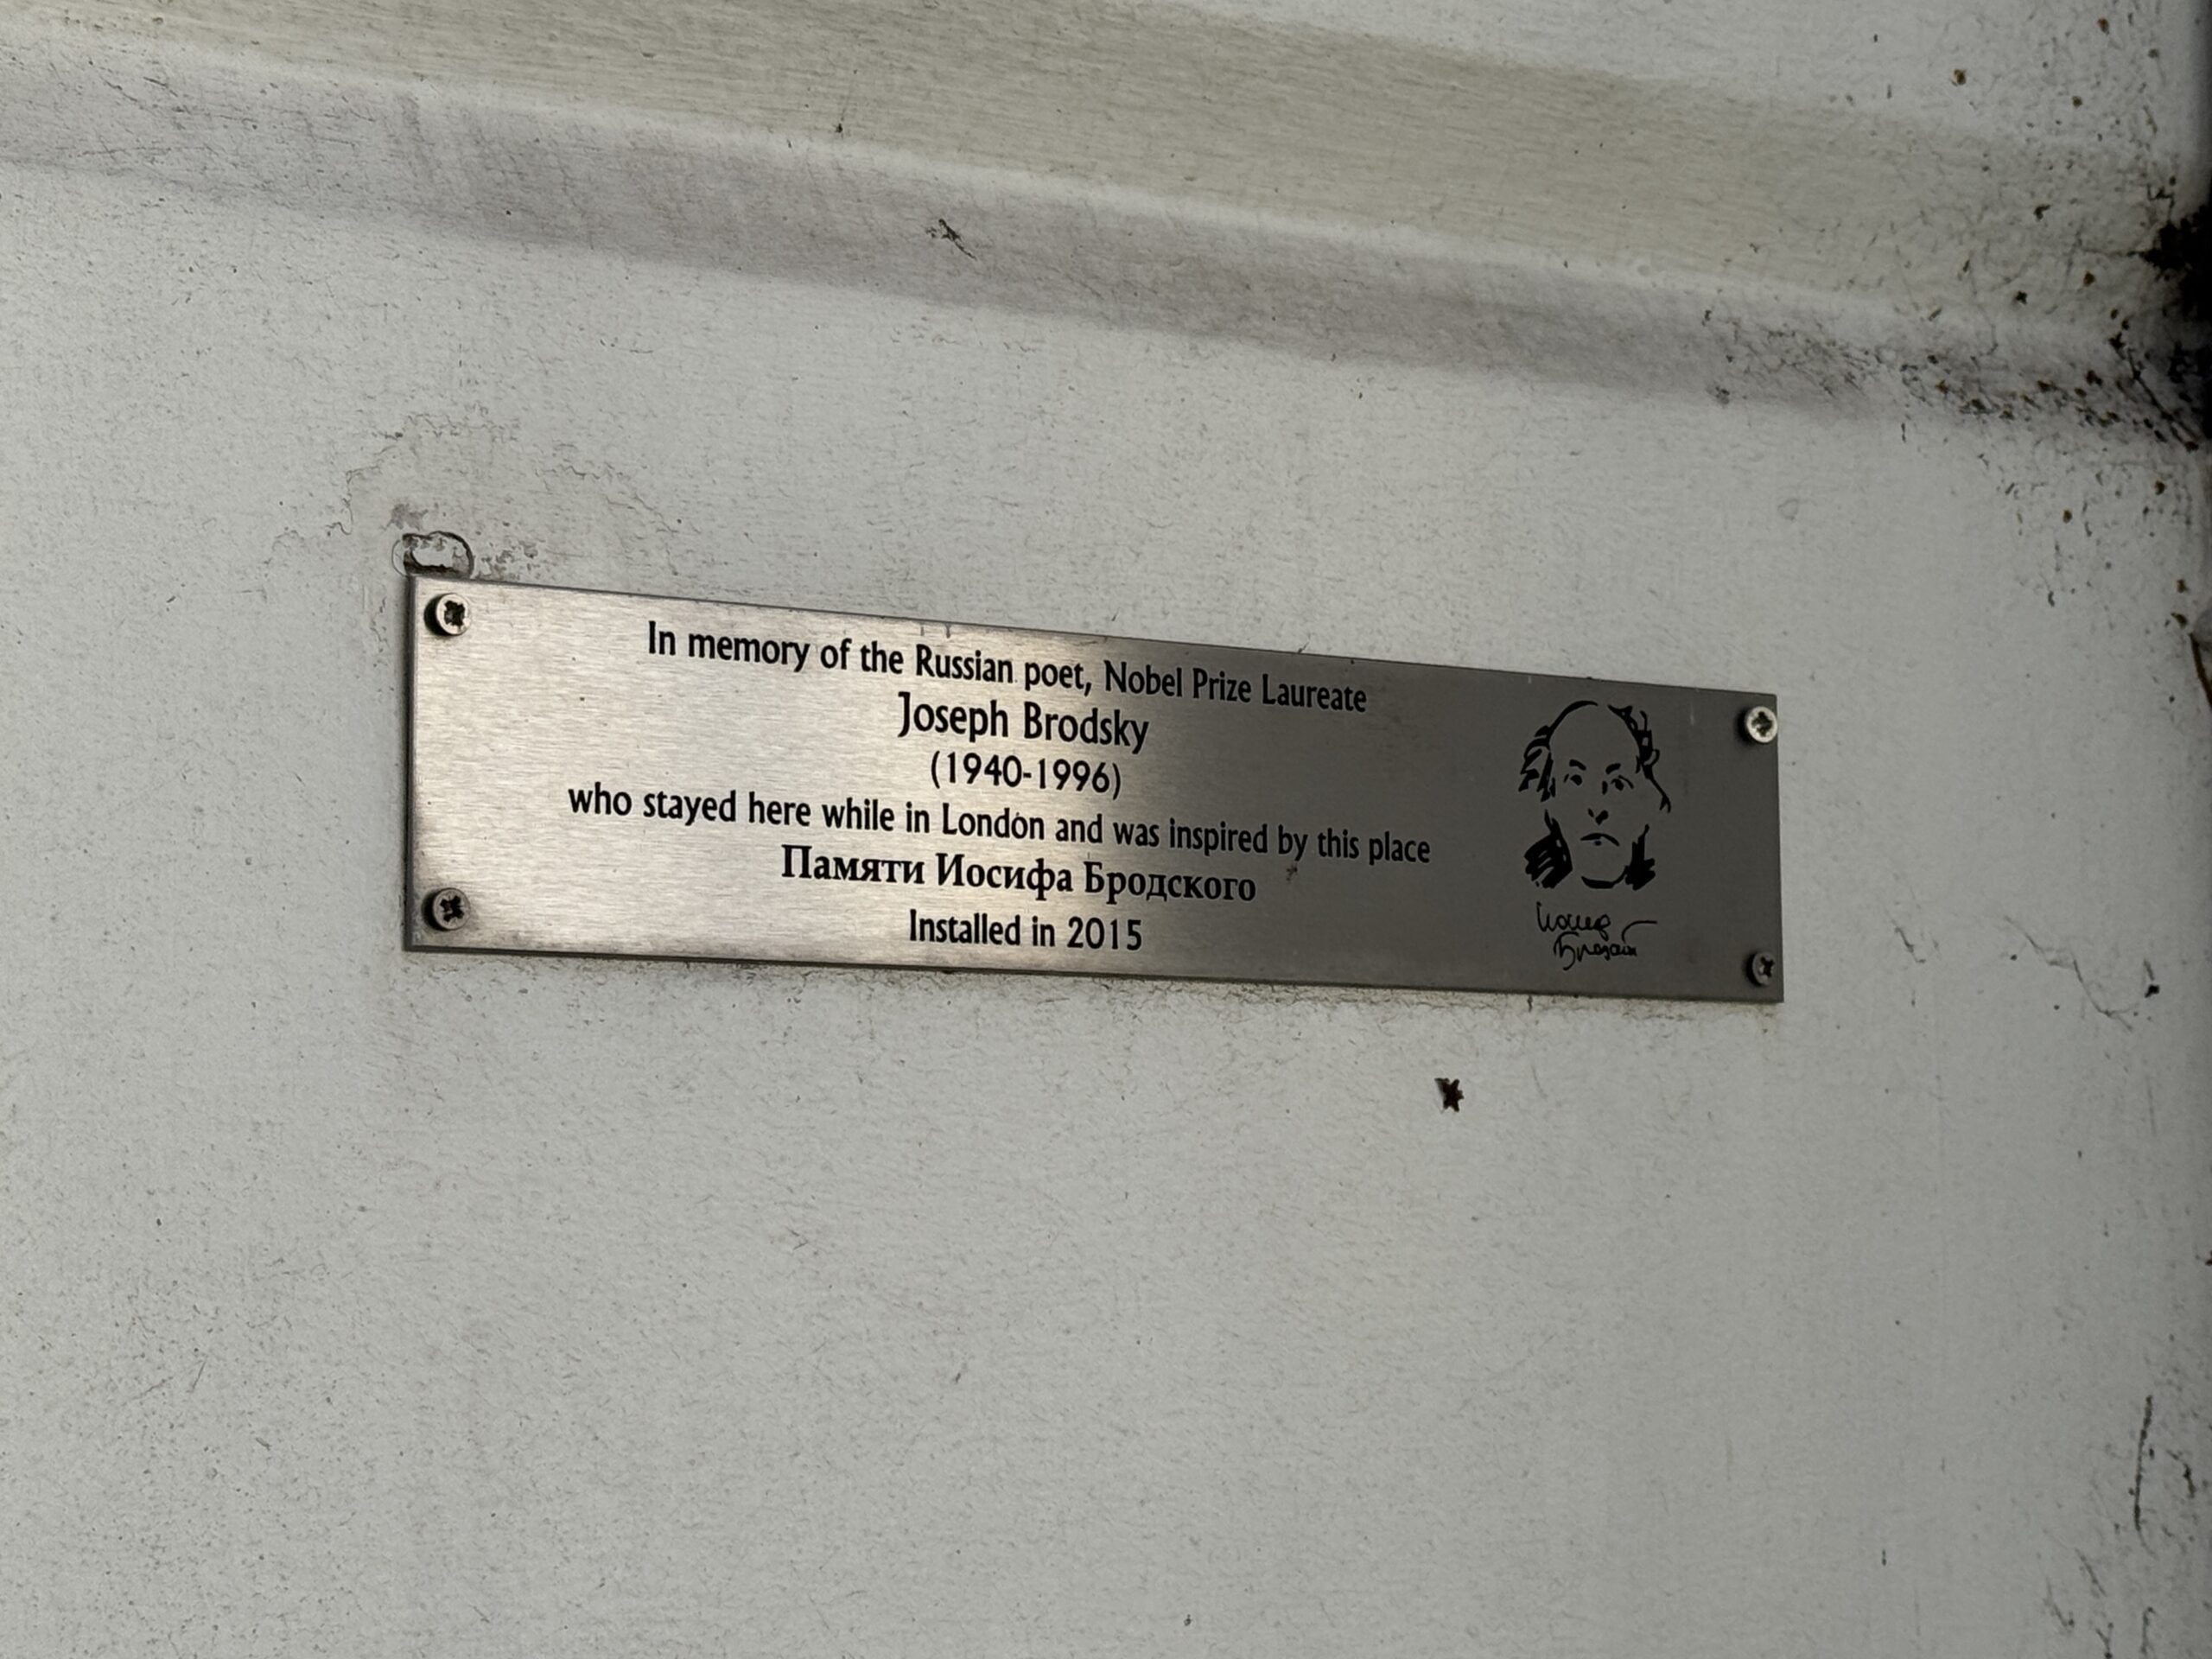 In memory of the Russian poet, Nobel Prize Laureate
Joseph Brodsky
(1940-1996)
who stayed here while in London and was inspired by this place
Памяти Иосифа Бродского
Installed in 2015